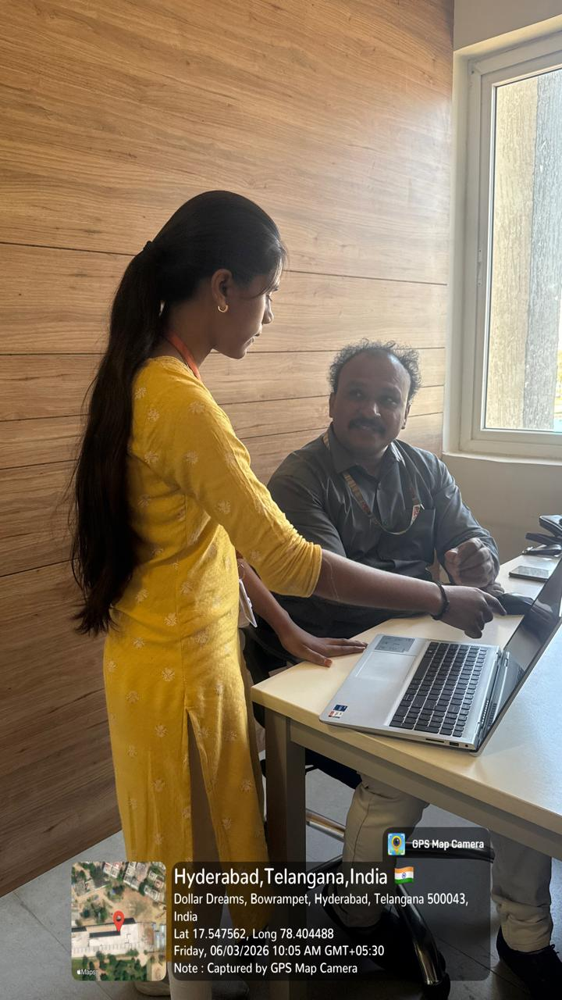 GPS Map Camera
Hyderabad,Telangana,India 🇮🇳
Dollar Dreams, Bowrampet, Hyderabad, Telangana 500043,
India
Lat 17.547562, Long 78.404488
Friday, 06/03/2026 10:05 AM GMT+05:30
Note : Captured by GPS Map Camera
Maps